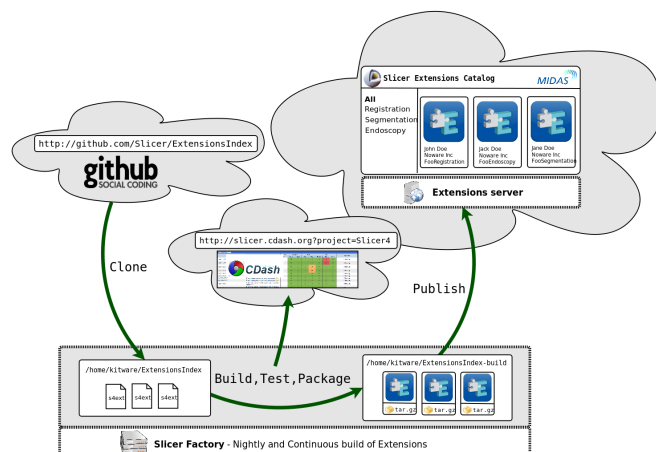 Slicer Extensions Catalog
MIDAS
All
Registration
Segmentation
Endoscopy
John Doe
Noware Inc
FooRegistration
Jack Doe
Noware Inc
FooEndoscopy
Jane Doe
Noware Inc
FooSegmentation
Extensions server
http://github.com/Slicer/ExtensionsIndex
github
SOCIAL CODING
http://slicer.cdash.org?project=Slicer4
CDash
Clone
Publish
/home/kitware/ExtensionsIndex
s4ext
s4ext
s4ext
Build,Test,Package
/home/kitware/ExtensionsIndex-build
tar.gz
tar.gz
tar.gz
Slicer Factory - Nightly and Continuous build of Extensions